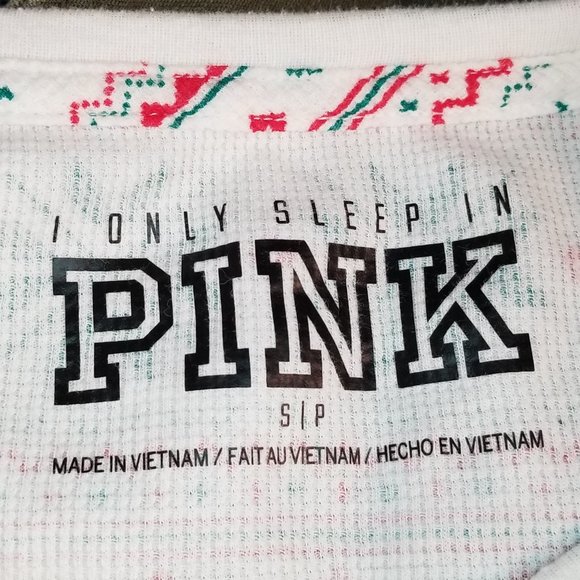 I ONLY SLEEP IN
PINK
S|P
MADE IN VIETNAM / FAIT AU VIETNAM / HECHO EN VIETNAM